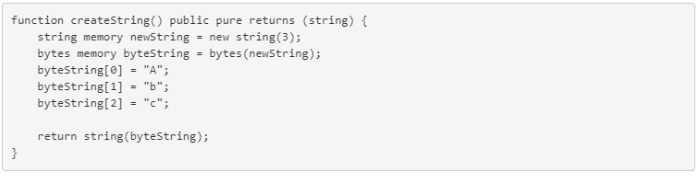 function createString() public pure returns (string) {
    string memory newString = new string(3);
    bytes memory byteString = bytes(newString);
    byteString[0] = "A";
    byteString[1] = "b";
    byteString[2] = "c";

    return string(byteString);
}